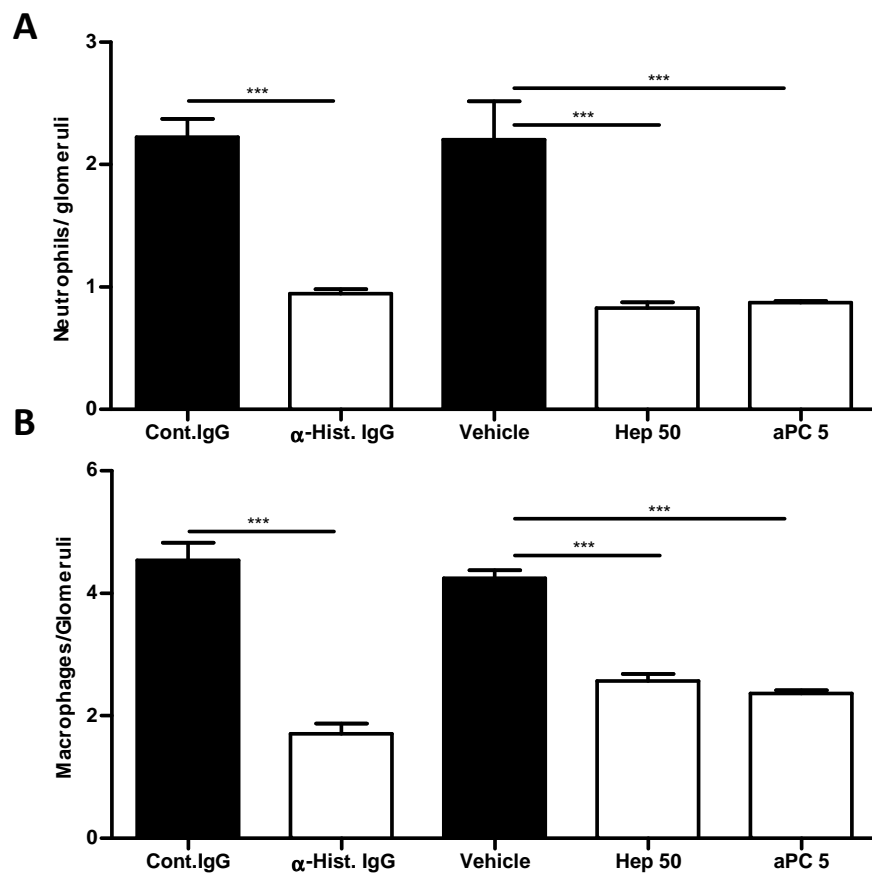 A
3
***
***
***
2
1
0
Neutrophils/ glomeruli
Cont.IgG α-Hist. IgG Vehicle Hep 50 aPC 5
B
6
***
***
***
4
2
0
Macrophages/Glomeruli
Cont.IgG α-Hist. IgG Vehicle Hep 50 aPC 5